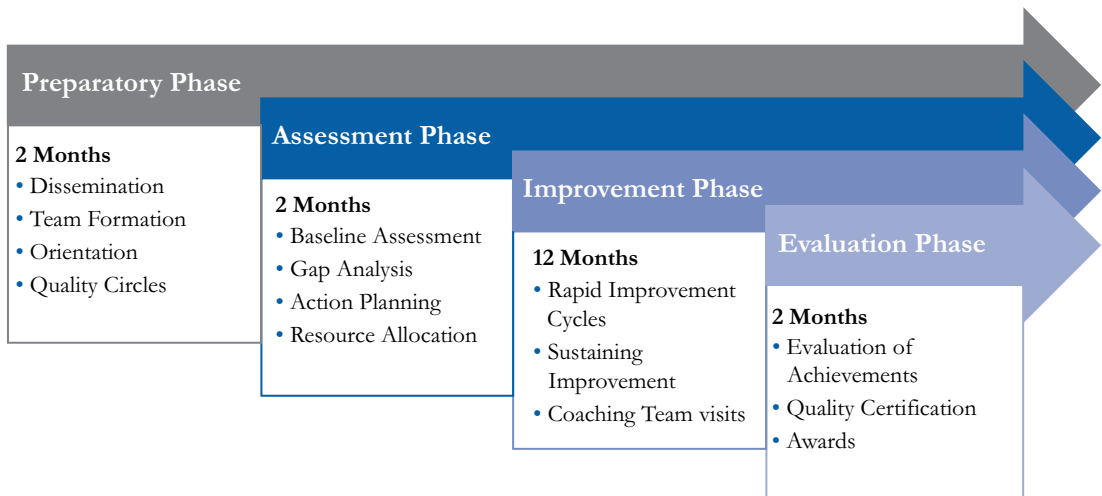 Preparatory Phase
2 Months
• Dissemination
• Team Formation
• Orientation
• Quality Circles
Assessment Phase
2 Months
• Baseline Assessment
• Gap Analysis
• Action Planning
• Resource Allocation
Improvement Phase
12 Months
• Rapid Improvement
Cycles
• Sustaining
Improvement
• Coaching Team visits
Evaluation Phase
2 Months
• Evaluation of
Achievements
• Quality Certification
• Awards